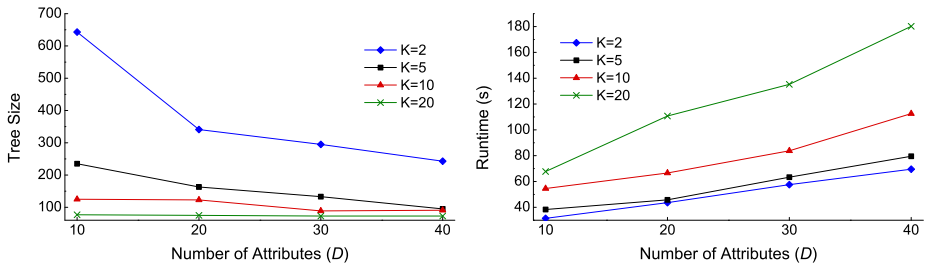 700
600
500
400
300
200
100
10
20
30
40
Tree Size
Number of Attributes (D)
K=2
K=5
K=10
K=20
180
160
140
120
100
80
60
40
10
20
30
40
Runtime (s)
Number of Attributes (D)
K=2
K=5
K=10
K=20